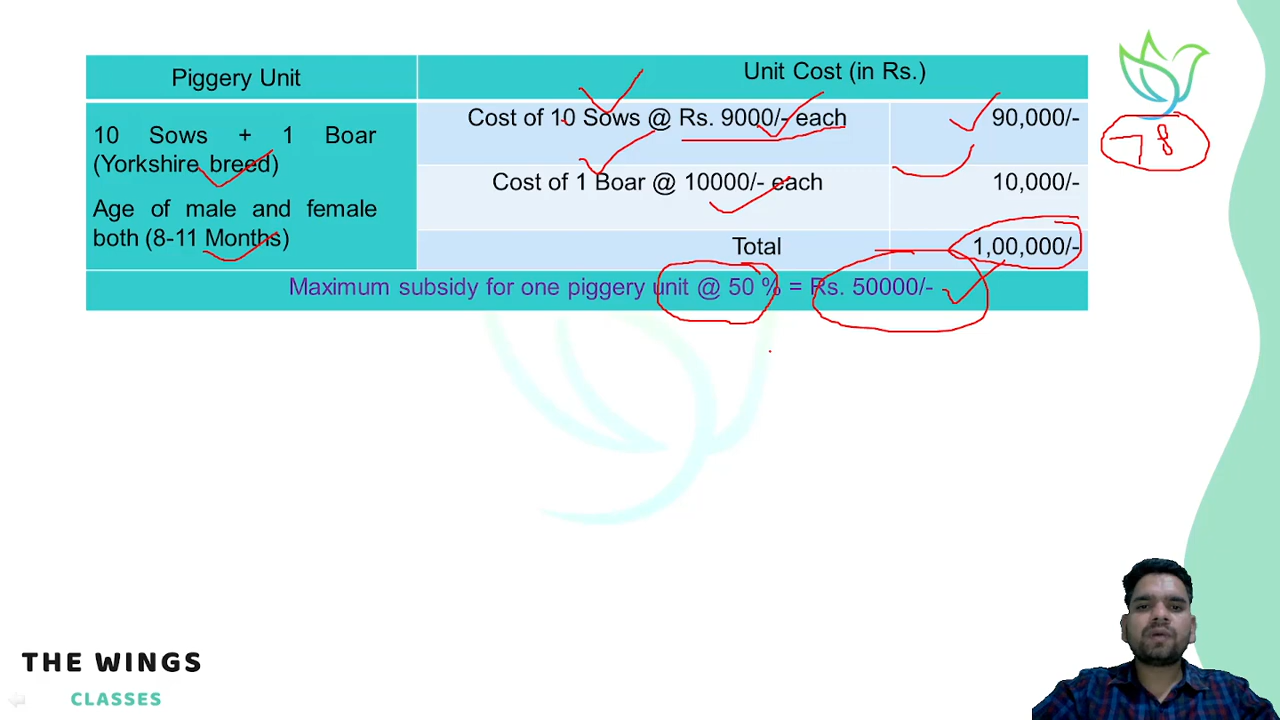 Piggery Unit
Unit Cost (in Rs.)
10 Sows + 1 Boar
(Yorkshire breed)
Age of male and female
both (8-11 Months)
Cost of 10 Sows @ Rs. 9000/- each
90,000/-
Cost of 1 Boar @ 10000/- each
10,000/-
Total
1,00,000/-
Maximum subsidy for one piggery unit @ 50 % = Rs. 50000/-
78
THE WINGS
CLASSES